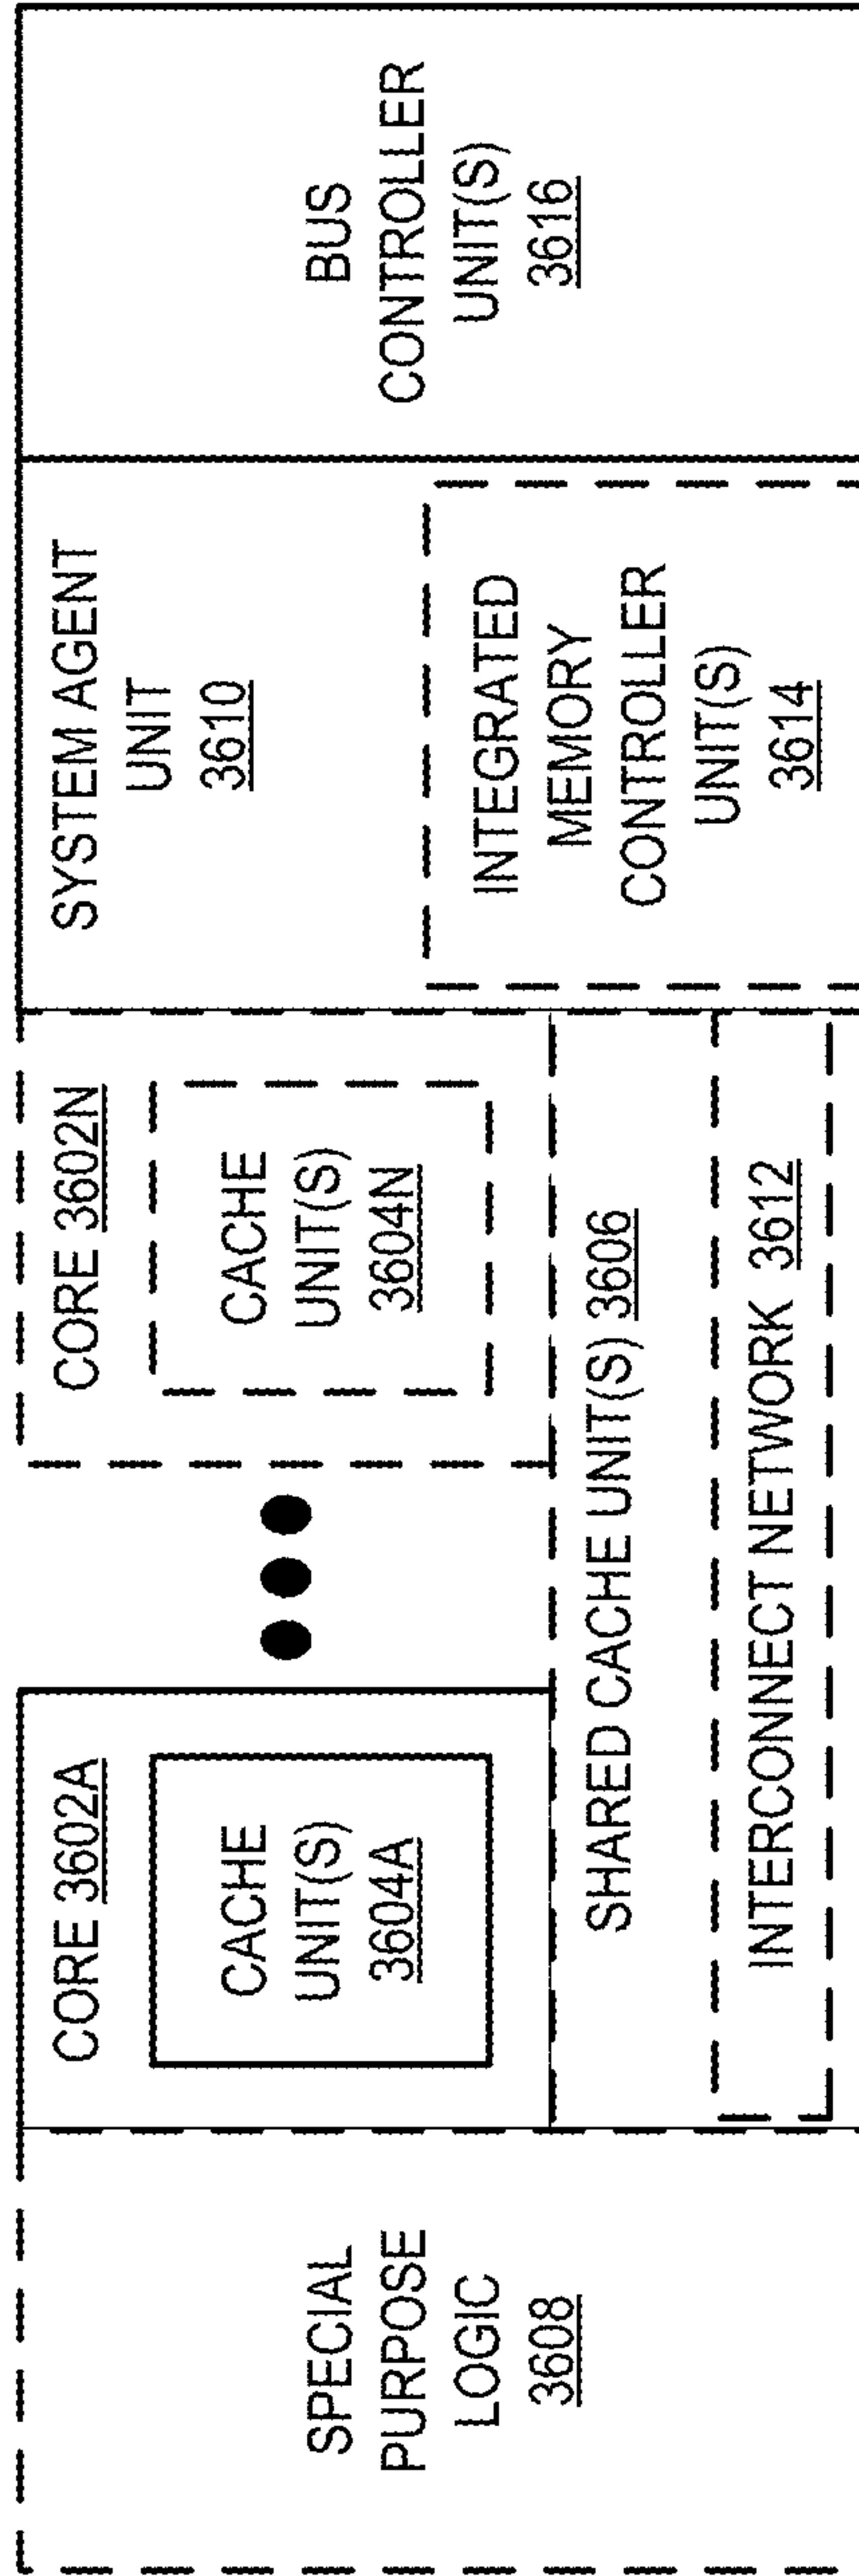 SPECIAL
PURPOSE
LOGIC
3608
CORE 3602A
CACHE
UNIT(S)
3604A
CORE 3602N
CACHE
UNIT(S)
3604N
SHARED CACHE UNIT(S) 3606
INTERCONNECT NETWORK 3612
SYSTEM AGENT
UNIT
3610
INTEGRATED
MEMORY
CONTROLLER
UNIT(S)
3614
BUS
CONTROLLER
UNIT(S)
3616